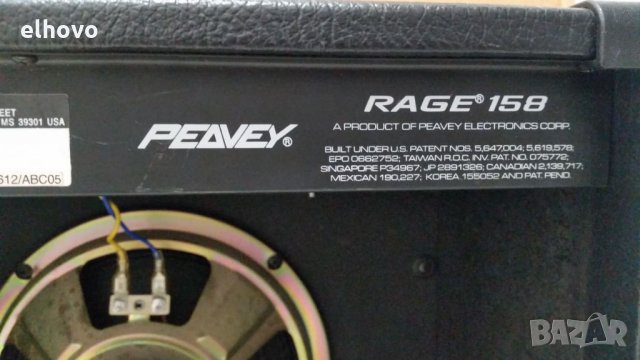 elhovo
EET
MS 39301 USA
612/ABC05
PEAVEY®
RAGE® 158
A PRODUCT OF PEAVEY ELECTRONICS CORP.
BUILT UNDER U.S. PATENT NOS. 5,647,004; 5,619,578;
EPO 0662752; TAIWAN R.O.C. INV. PAT. NO. 075772;
SINGAPORE P34967; JP 2891326; CANADIAN 2,139,717;
MEXICAN 190,227; KOREA 155052 AND PAT. PEND.
BAZAR
.bg